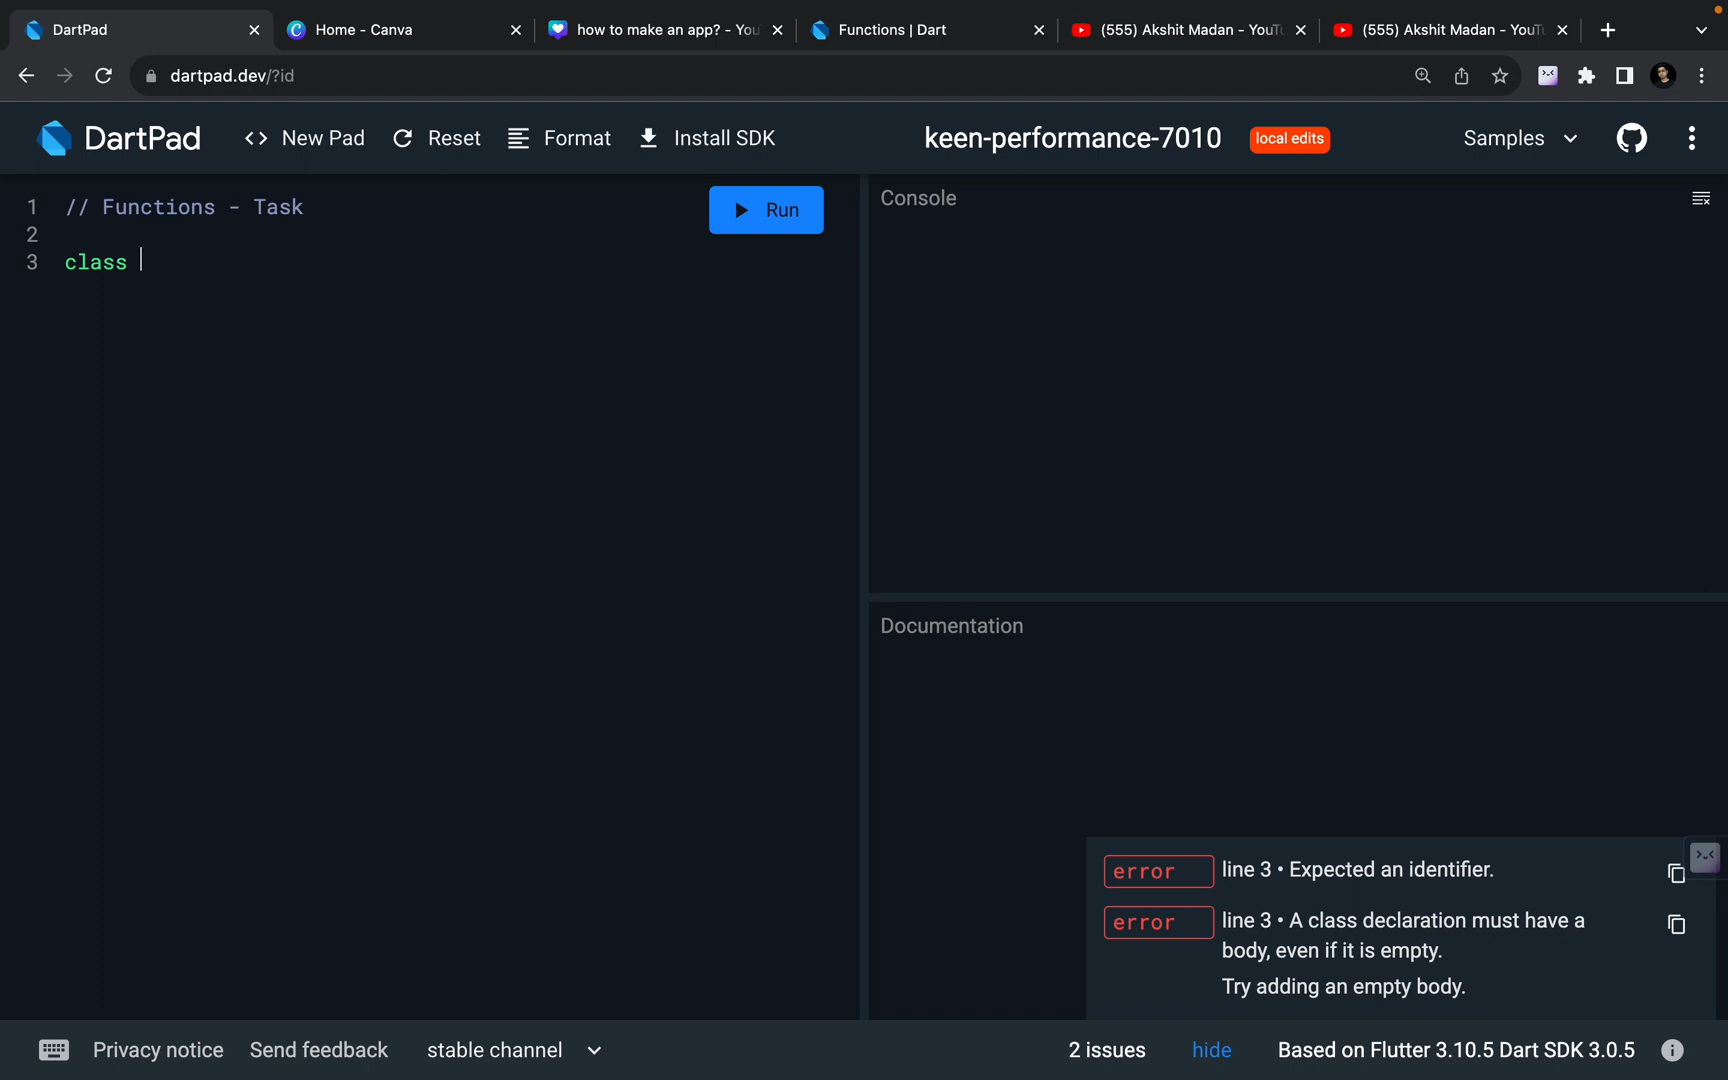 DartPad
Home - Canva
how to make an app? - You
Functions | Dart
(555) Akshit Madan - YouTu
(555) Akshit Madan - YouTu
dartpad.dev/?id
DartPad
New Pad
Reset
Format
Install SDK
keen-performance-7010
local edits
Samples
1 // Functions - Task
2
3 class
Run
Console
Documentation
error line 3 • Expected an identifier.
error line 3 • A class declaration must have a
body, even if it is empty.
Try adding an empty body.
Privacy notice
Send feedback
stable channel
2 issues
hide
Based on Flutter 3.10.5 Dart SDK 3.0.5